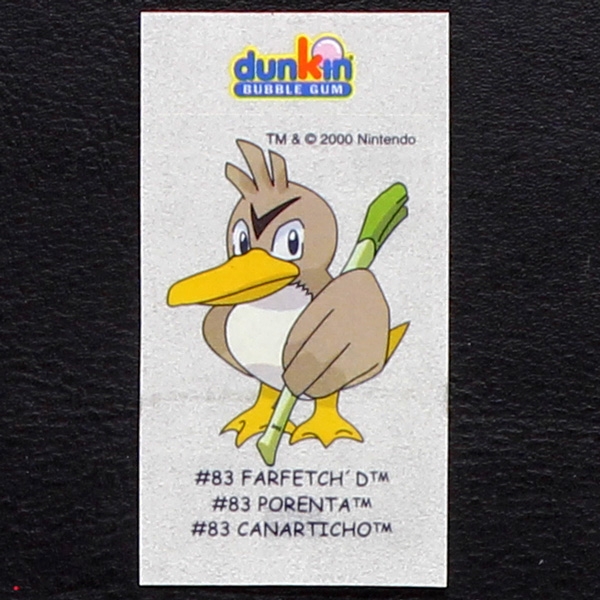 dunkin
BUBBLE GUM
TM & © 2000 Nintendo
#83 FARFETCH´D™
#83 PORENTA™
#83 CANARTICHO™